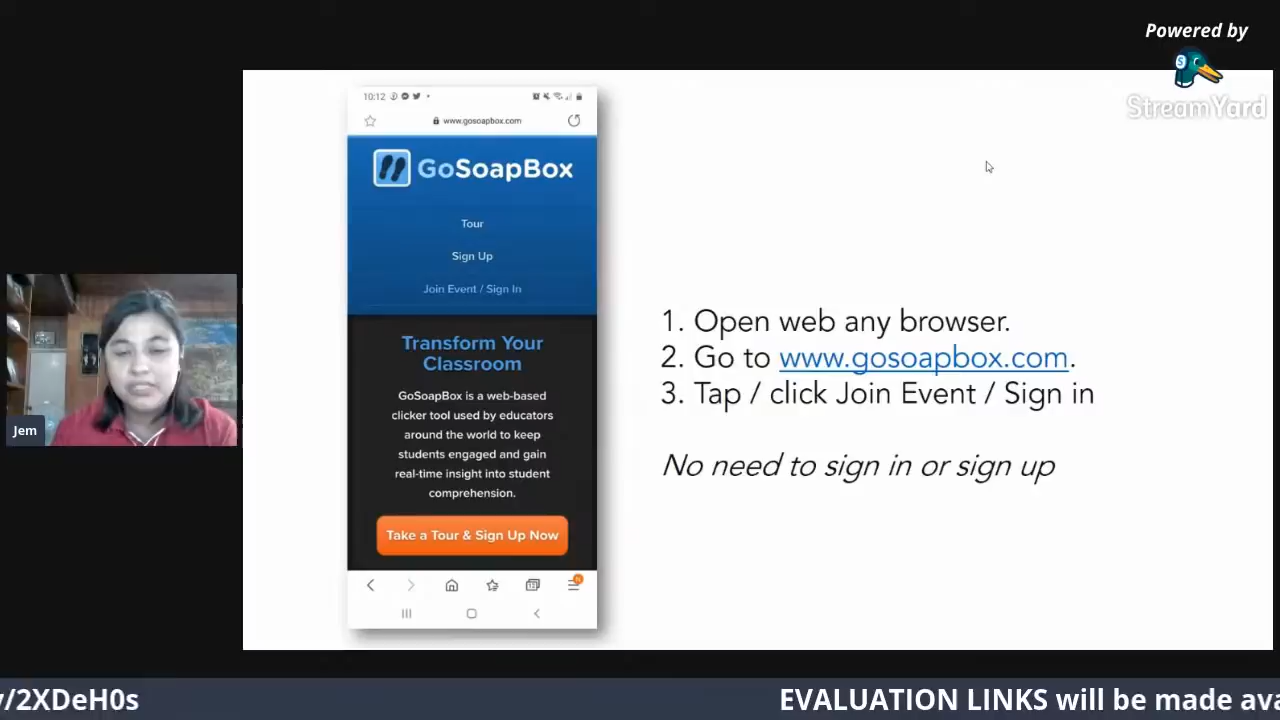 Powered by
StreamYard
10:12
www.gosoapbox.com
GoSoapBox
Tour
Sign Up
Join Event / Sign In
Transform Your
Classroom
GoSoapBox is a web-based
clicker tool used by educators
around the world to keep
students engaged and gain
real-time insight into student
comprehension.
Take a Tour & Sign Up Now
1. Open web any browser.
2. Go to www.gosoapbox.com.
3. Tap / click Join Event / Sign in
No need to sign in or sign up
Jem
/2XDeH0s
EVALUATION LINKS will be made